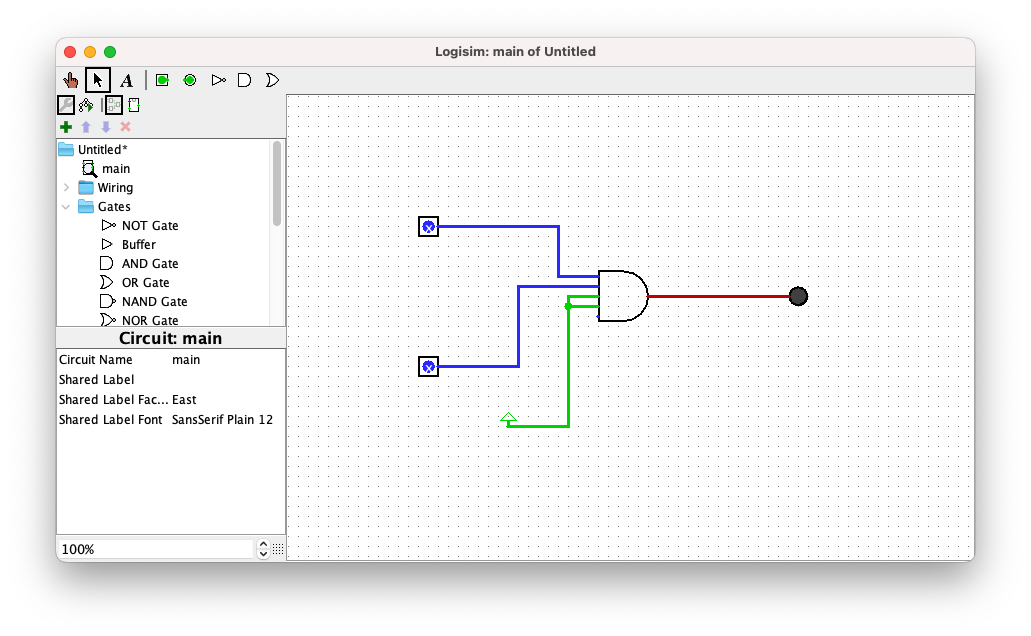 Logisim: main of Untitled
A
Untitled*
main
Wiring
Gates
NOT Gate
Buffer
AND Gate
OR Gate
NAND Gate
NOR Gate
Circuit: main
Circuit Name main
Shared Label
Shared Label Fac... East
Shared Label Font SansSerif Plain 12
100%
x
x